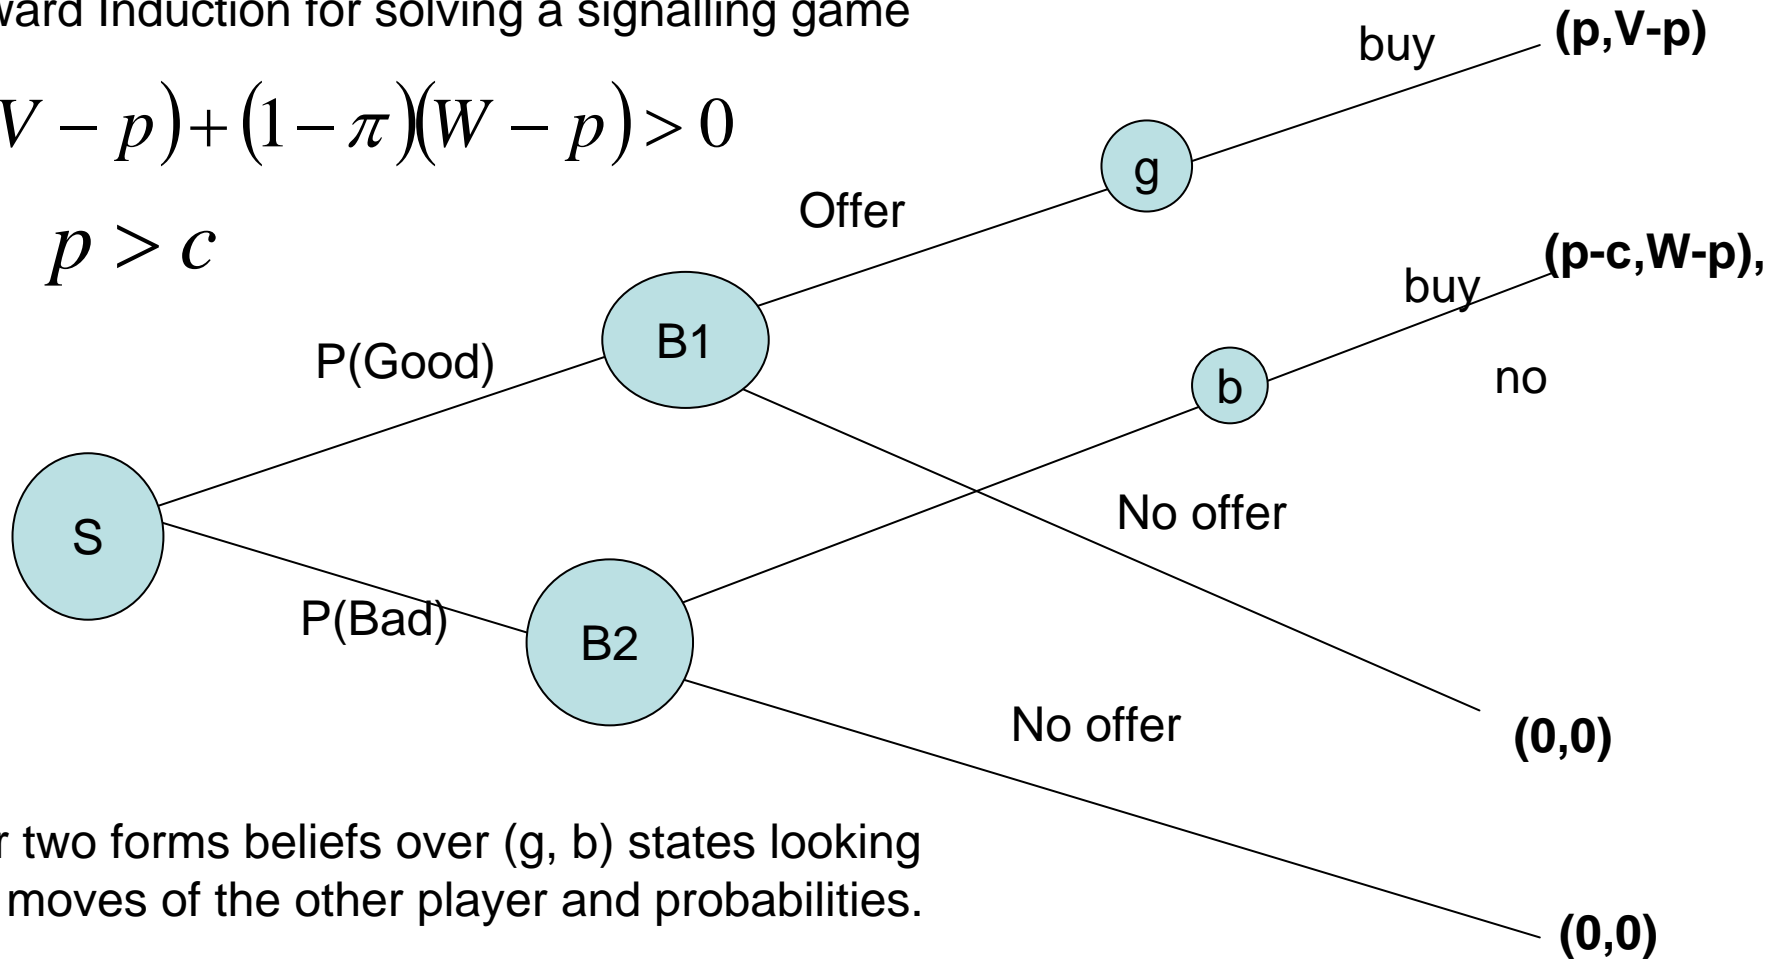 ward Induction for solving a signalling game
V − p) + (1 − π)(W − p) > 0
p > c
buy
(p,V-p)
g
Offer
(p-c,W-p),
buy
B1
P(Good)
b
no
No offer
S
P(Bad)
B2
No offer
(0,0)
r two forms beliefs over (g, b) states looking
moves of the other player and probabilities.
(0,0)